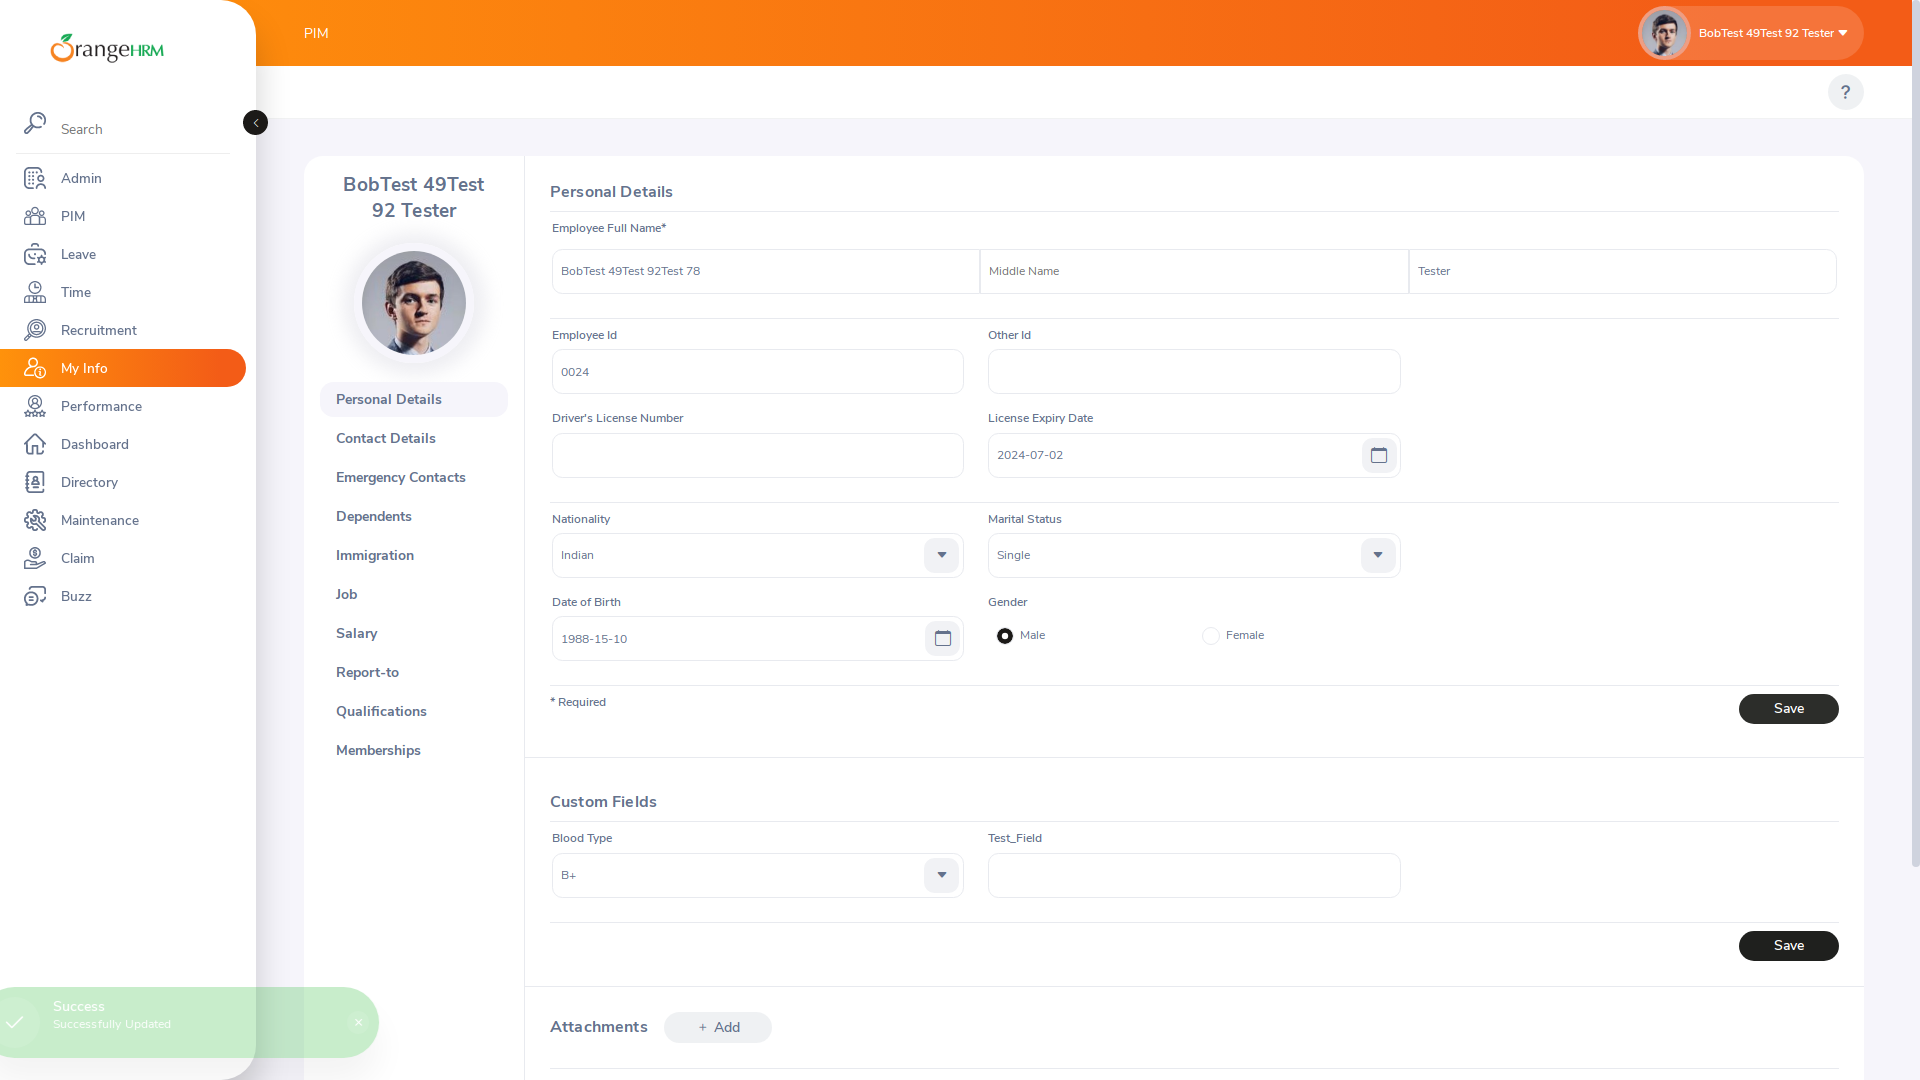 OrangeHRM
PIM
BobTest 49Test 92 Tester
?
Search
Admin
PIM
Leave
Time
Recruitment
My Info
Performance
Dashboard
Directory
Maintenance
Claim
Buzz
BobTest 49Test
92 Tester
Personal Details
Contact Details
Emergency Contacts
Dependents
Immigration
Job
Salary
Report-to
Qualifications
Memberships
Personal Details
Employee Full Name*
BobTest 49Test 92Test 78 Middle Name Tester
Employee Id Other Id
0024
Driver's License Number License Expiry Date
2024-07-02
Nationality Marital Status
Indian Single
Date of Birth Gender
1988-15-10 Male Female
* Required Save
Custom Fields
Blood Type Test_Field
B+
Save
Attachments + Add
Success
Successfully Updated